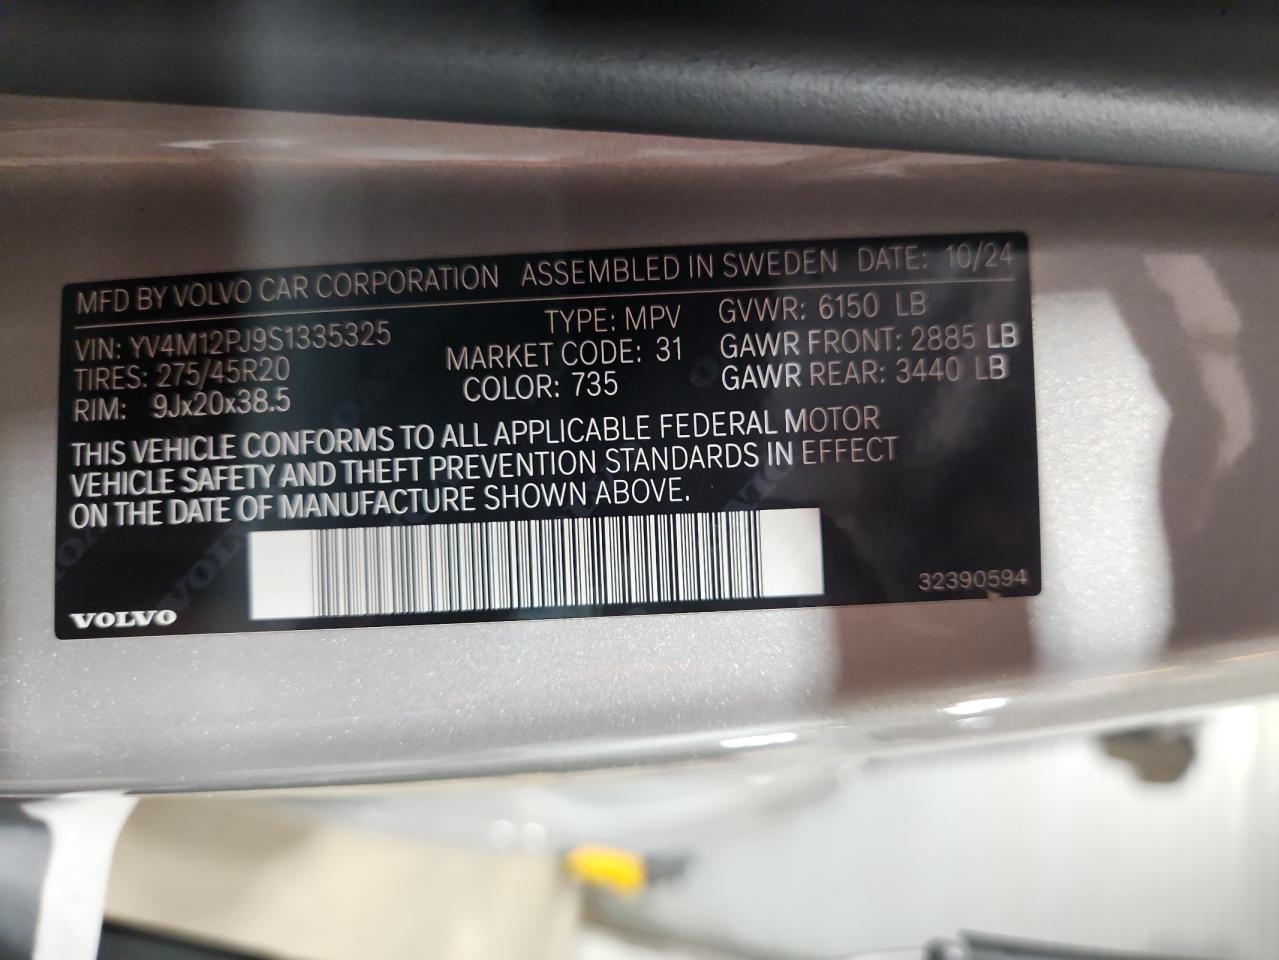 MFD BY VOLVO CAR CORPORATION ASSEMBLED IN SWEDEN DATE: 10/24
VIN: YV4M12PJ9S1335325 TYPE: MPV GVWR: 6150 LB
TIRES: 275/45R20 MARKET CODE: 31 GAWR FRONT: 2885 LB
RIM: 9Jx20x38.5 COLOR: 735 GAWR REAR: 3440 LB
THIS VEHICLE CONFORMS TO ALL APPLICABLE FEDERAL MOTOR
VEHICLE SAFETY AND THEFT PREVENTION STANDARDS IN EFFECT
ON THE DATE OF MANUFACTURE SHOWN ABOVE.
32390594
VOLVO